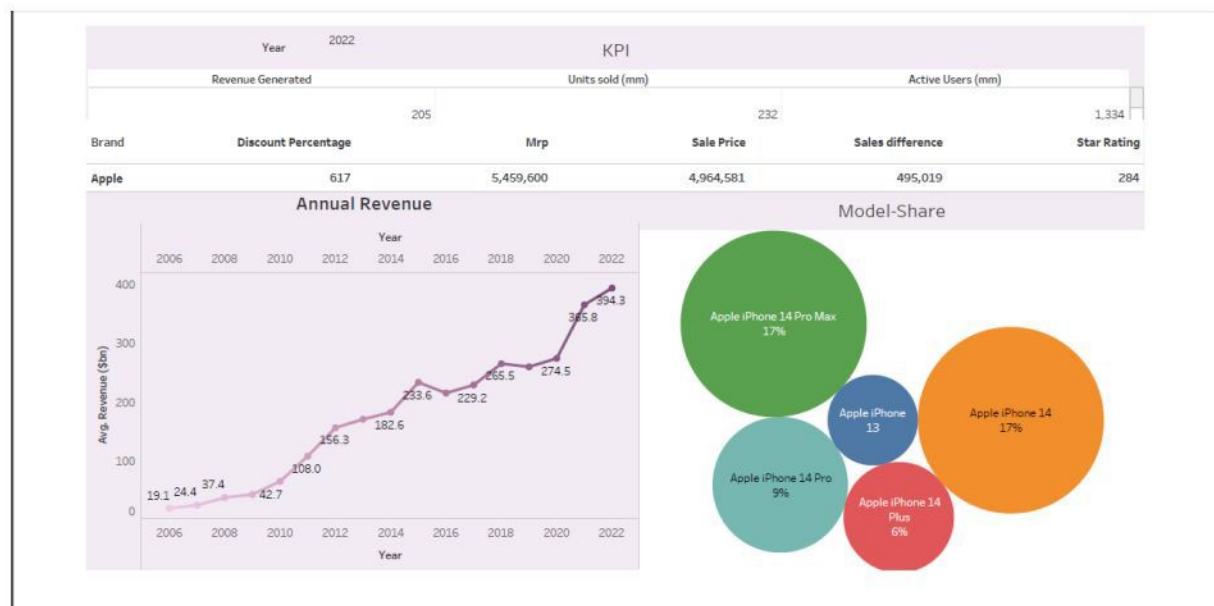 Year 2022
KPI
Revenue Generated Units sold (mm) Active Users (mm)
205 232 1,334
Brand Discount Percentage Mrp Sale Price Sales difference Star Rating
Apple 617 5,459,600 4,964,581 495,019 284
Annual Revenue
Year
2006 2008 2010 2012 2014 2016 2018 2020 2022
Avg. Revenue ($bn)
400
300
200
100
0
19.1 24.4 37.4 42.7 108.0 156.3 182.6 233.6 229.2 265.5 274.5 365.8 394.3
2006 2008 2010 2012 2014 2016 2018 2020 2022
Year
Model-Share
Apple iPhone 14 Pro Max
17%
Apple iPhone
13
Apple iPhone 14
17%
Apple iPhone 14 Pro
9%
Apple iPhone 14
Plus
6%